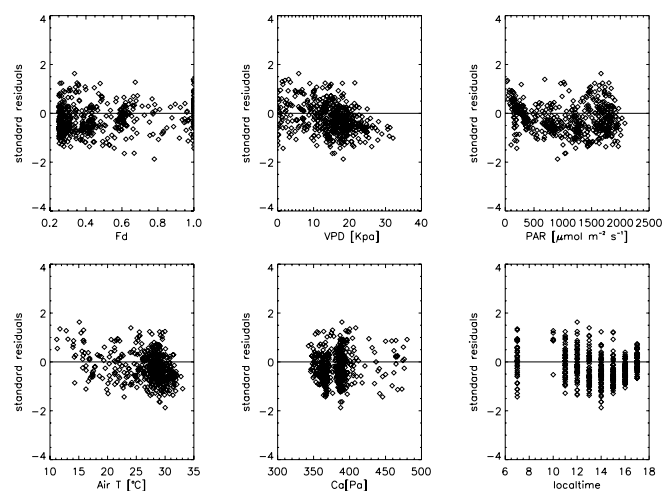 4
2
0
−2
−4
standard residuals
0.2 0.4 0.6 0.8 1.0
Fd
4
2
0
−2
−4
standard residuals
0 10 20 30 40
VPD [Kpa]
4
2
0
−2
−4
standard residuals
0 500 1000 1500 2000 2500
PAR [μmol m⁻² s⁻¹]
4
2
0
−2
−4
standard residuals
10 15 20 25 30 35
Air T [°C]
4
2
0
−2
−4
standard residuals
300 350 400 450 500
Ca[Pa]
4
2
0
−2
−4
standard residuals
6 8 10 12 14 16 18
localtime